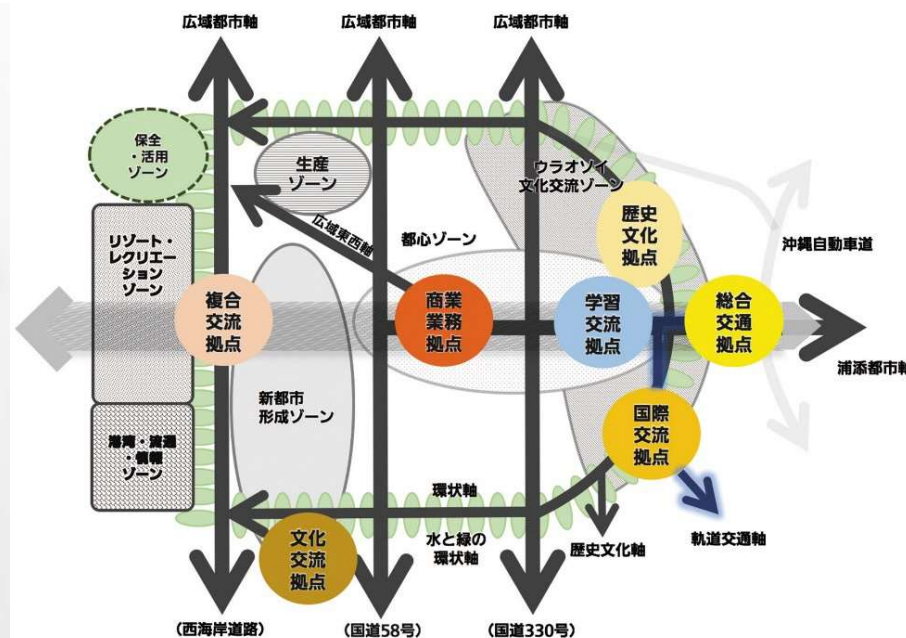 広域都市軸
広域都市軸
広域都市軸
保全
・活用
ゾーン
生産
ゾーン
ウラオソイ
文化交流ゾーン
歴史
文化
拠点
リゾート・
レクリエー
ション
ゾーン
広域東西軸
都心ゾーン
沖縄自動車道
複合
交流
拠点
商業
業務
拠点
学習
交流
拠点
総合
交通
拠点
浦添都市軸
新都市
形成ゾーン
国際
交流
拠点
港湾・流通
・情報
ゾーン
環状軸
水と緑の
環状軸
文化
交流
拠点
歴史文化軸
軌道交通軸
(西海岸道路)
(国道58号)
(国道330号)